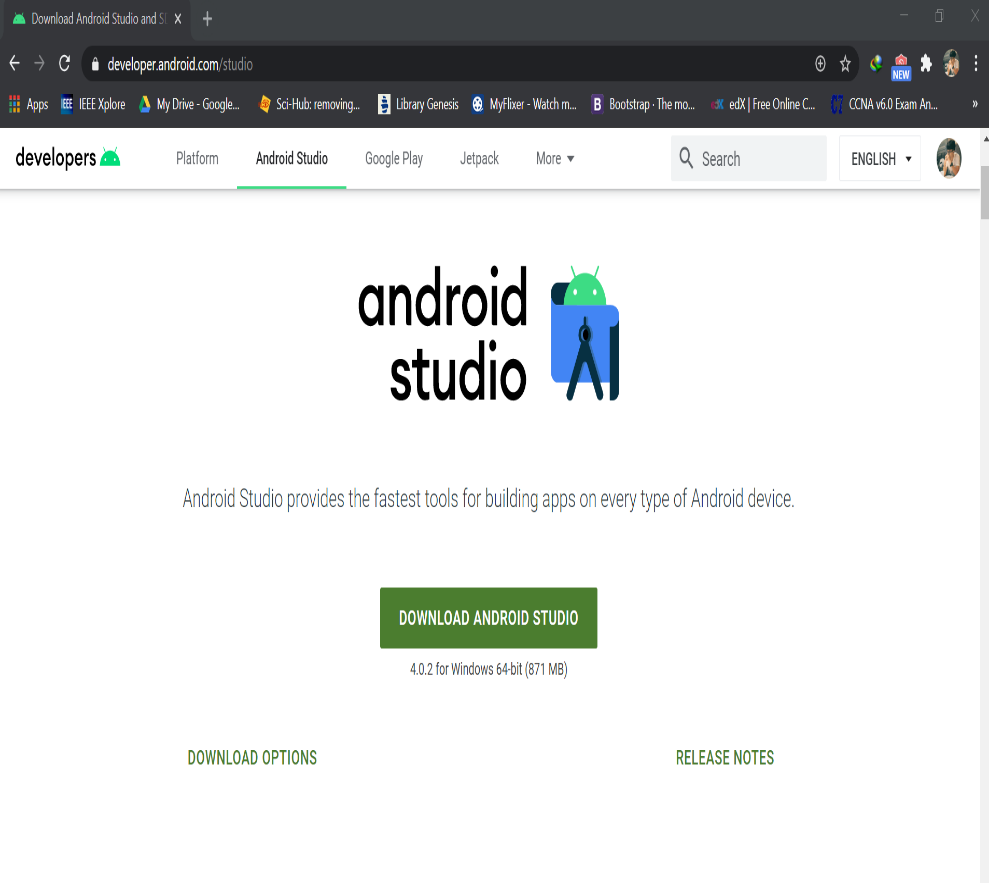 Download Android Studio and S
developer.android.com/studio
NEW
Apps IEEE Xplore My Drive - Google... Sci-Hub: removing... Library Genesis MyFlixer - Watch m... B Bootstrap · The mo... edX | Free Online C... CCNA v6.0 Exam An... »
developers Platform Android Studio Google Play Jetpack More Search ENGLISH
android
studio
Android Studio provides the fastest tools for building apps on every type of Android device.
DOWNLOAD ANDROID STUDIO
4.0.2 for Windows 64-bit (871 MB)
DOWNLOAD OPTIONS RELEASE NOTES